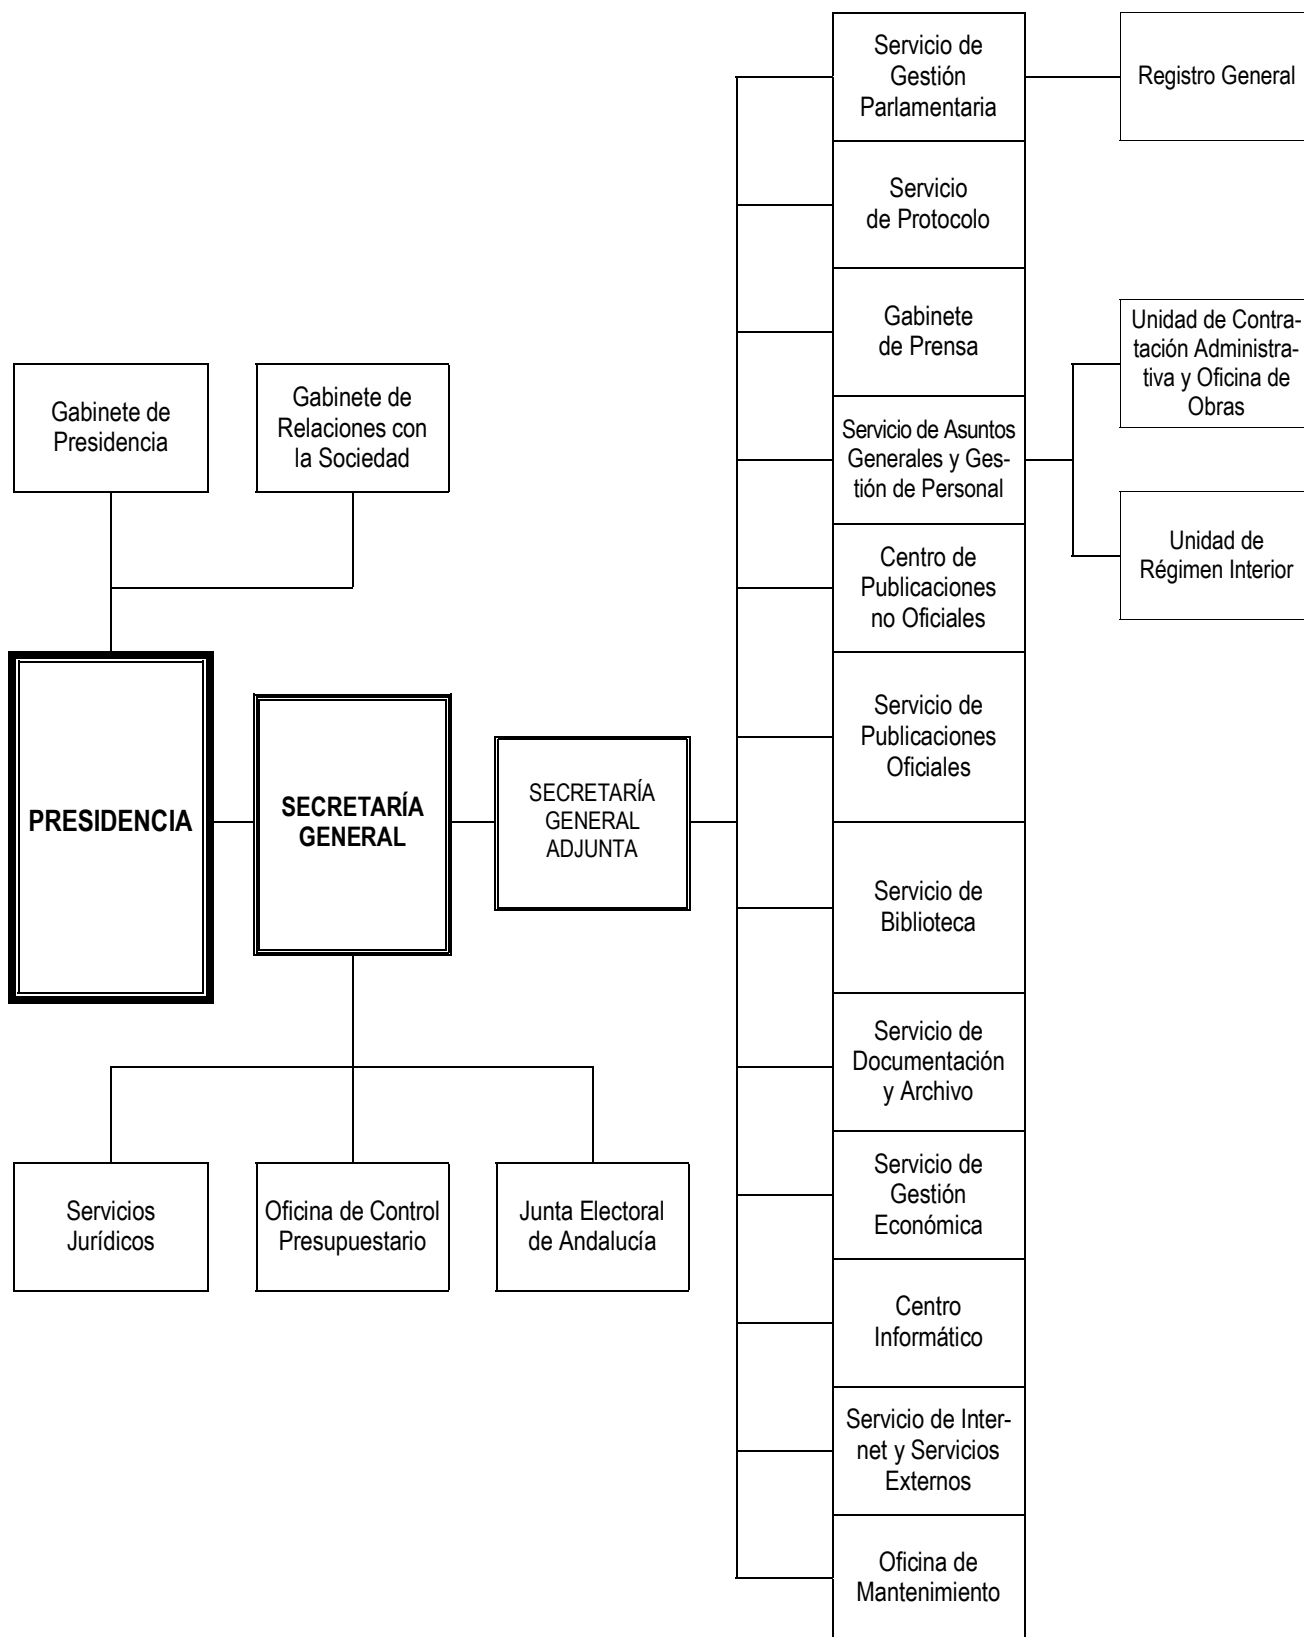 Servicio de
Gestión
Parlamentaria
Registro General
Servicio
de Protocolo
Gabinete
de Prensa
Unidad de Contra-
tación Administra-
tiva y Oficina de
Obras
Gabinete de
Presidencia
Gabinete de
Relaciones con
la Sociedad
Servicio de Asuntos
Generales y Ges-
tión de Personal
Unidad de
Régimen Interior
Centro de
Publicaciones
no Oficiales
Servicio de
Publicaciones
Oficiales
PRESIDENCIA
SECRETARÍA
GENERAL
SECRETARÍA
GENERAL
ADJUNTA
Servicio de
Biblioteca
Servicio de
Documentación
y Archivo
Servicios
Jurídicos
Oficina de Control
Presupuestario
Junta Electoral
de Andalucía
Servicio de
Gestión
Económica
Centro
Informático
Servicio de Inter-
net y Servicios
Externos
Oficina de
Mantenimiento